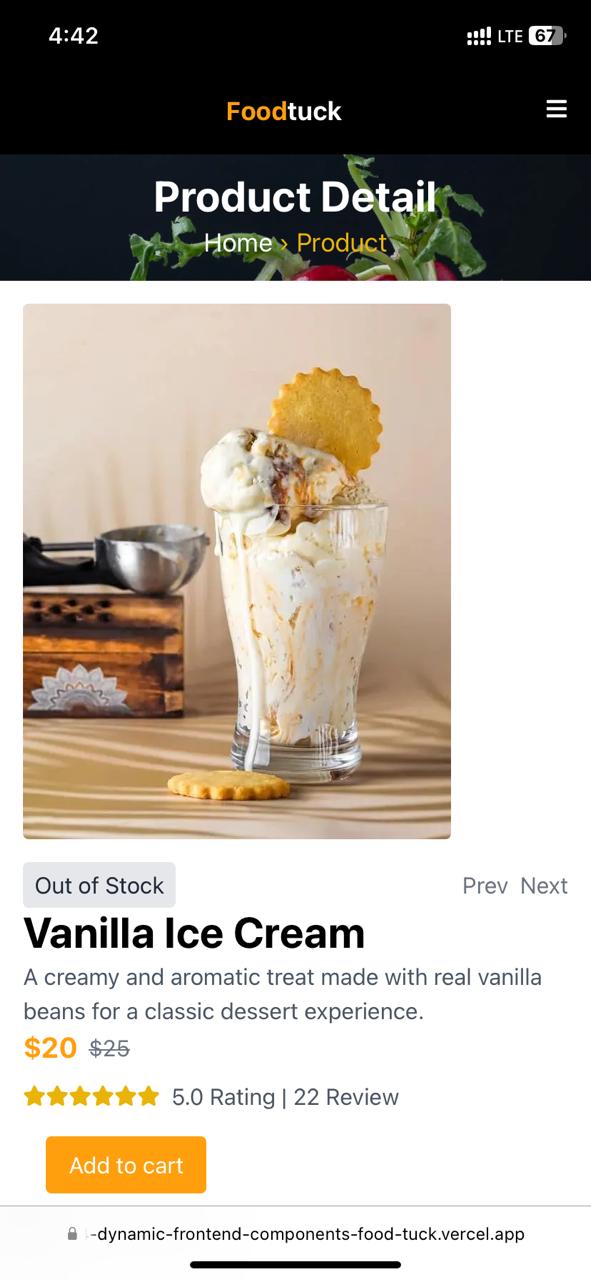 4:42
LTE 67
Foodtuck
Product Detail
Home › Product
Out of Stock
Prev Next
Vanilla Ice Cream
A creamy and aromatic treat made with real vanilla
beans for a classic dessert experience.
$20 $25
5.0 Rating | 22 Review
Add to cart
-dynamic-frontend-components-food-tuck.vercel.app